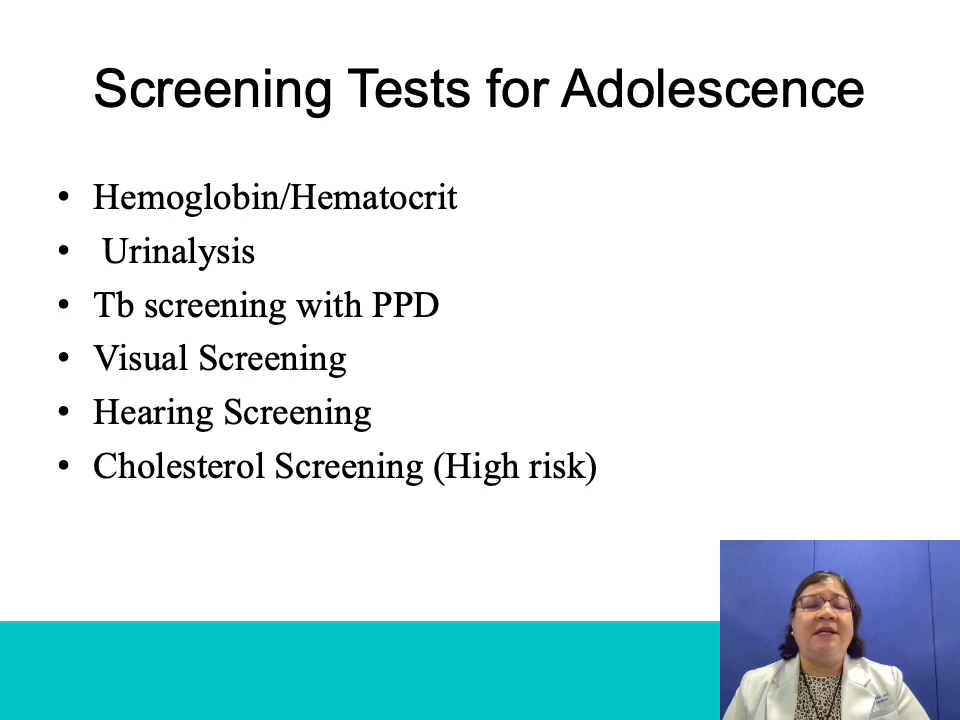 Screening Tests for Adolescence
• Hemoglobin/Hematocrit
• Urinalysis
• Tb screening with PPD
• Visual Screening
• Hearing Screening
• Cholesterol Screening (High risk)